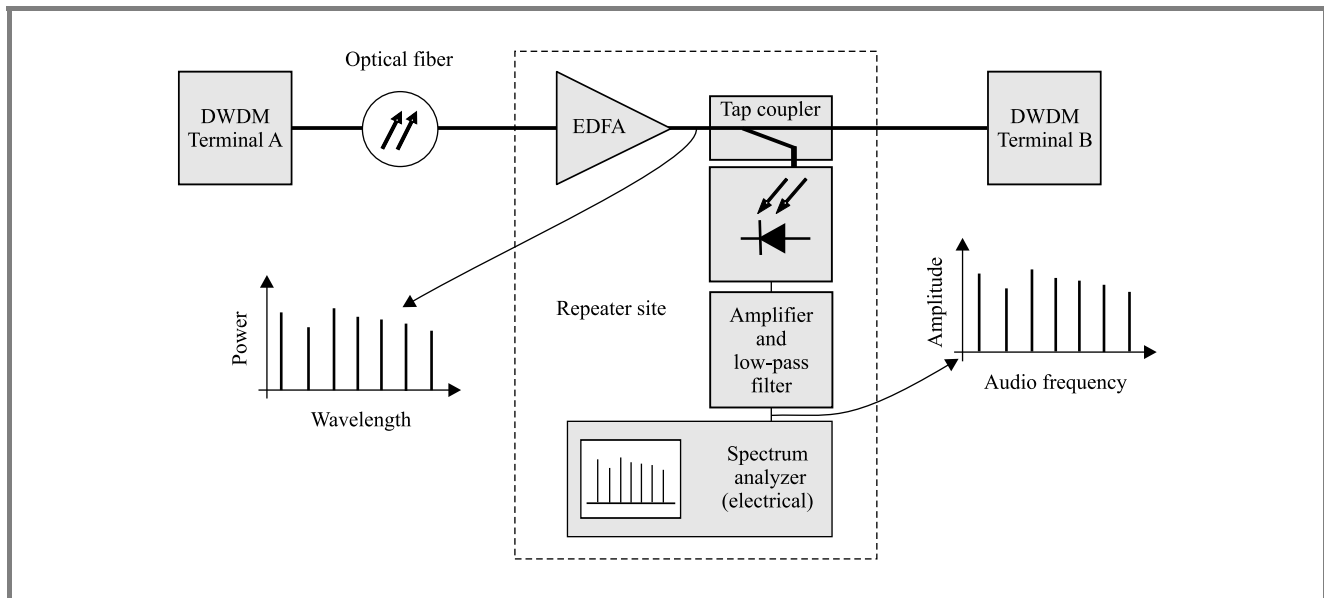 Optical fiber
DWDM
Terminal A
EDFA
Tap coupler
DWDM
Terminal B
Repeater site
Amplifier
and
low-pass
filter
Power
Wavelength
Amplitude
Audio frequency
Spectrum
analyzer
(electrical)